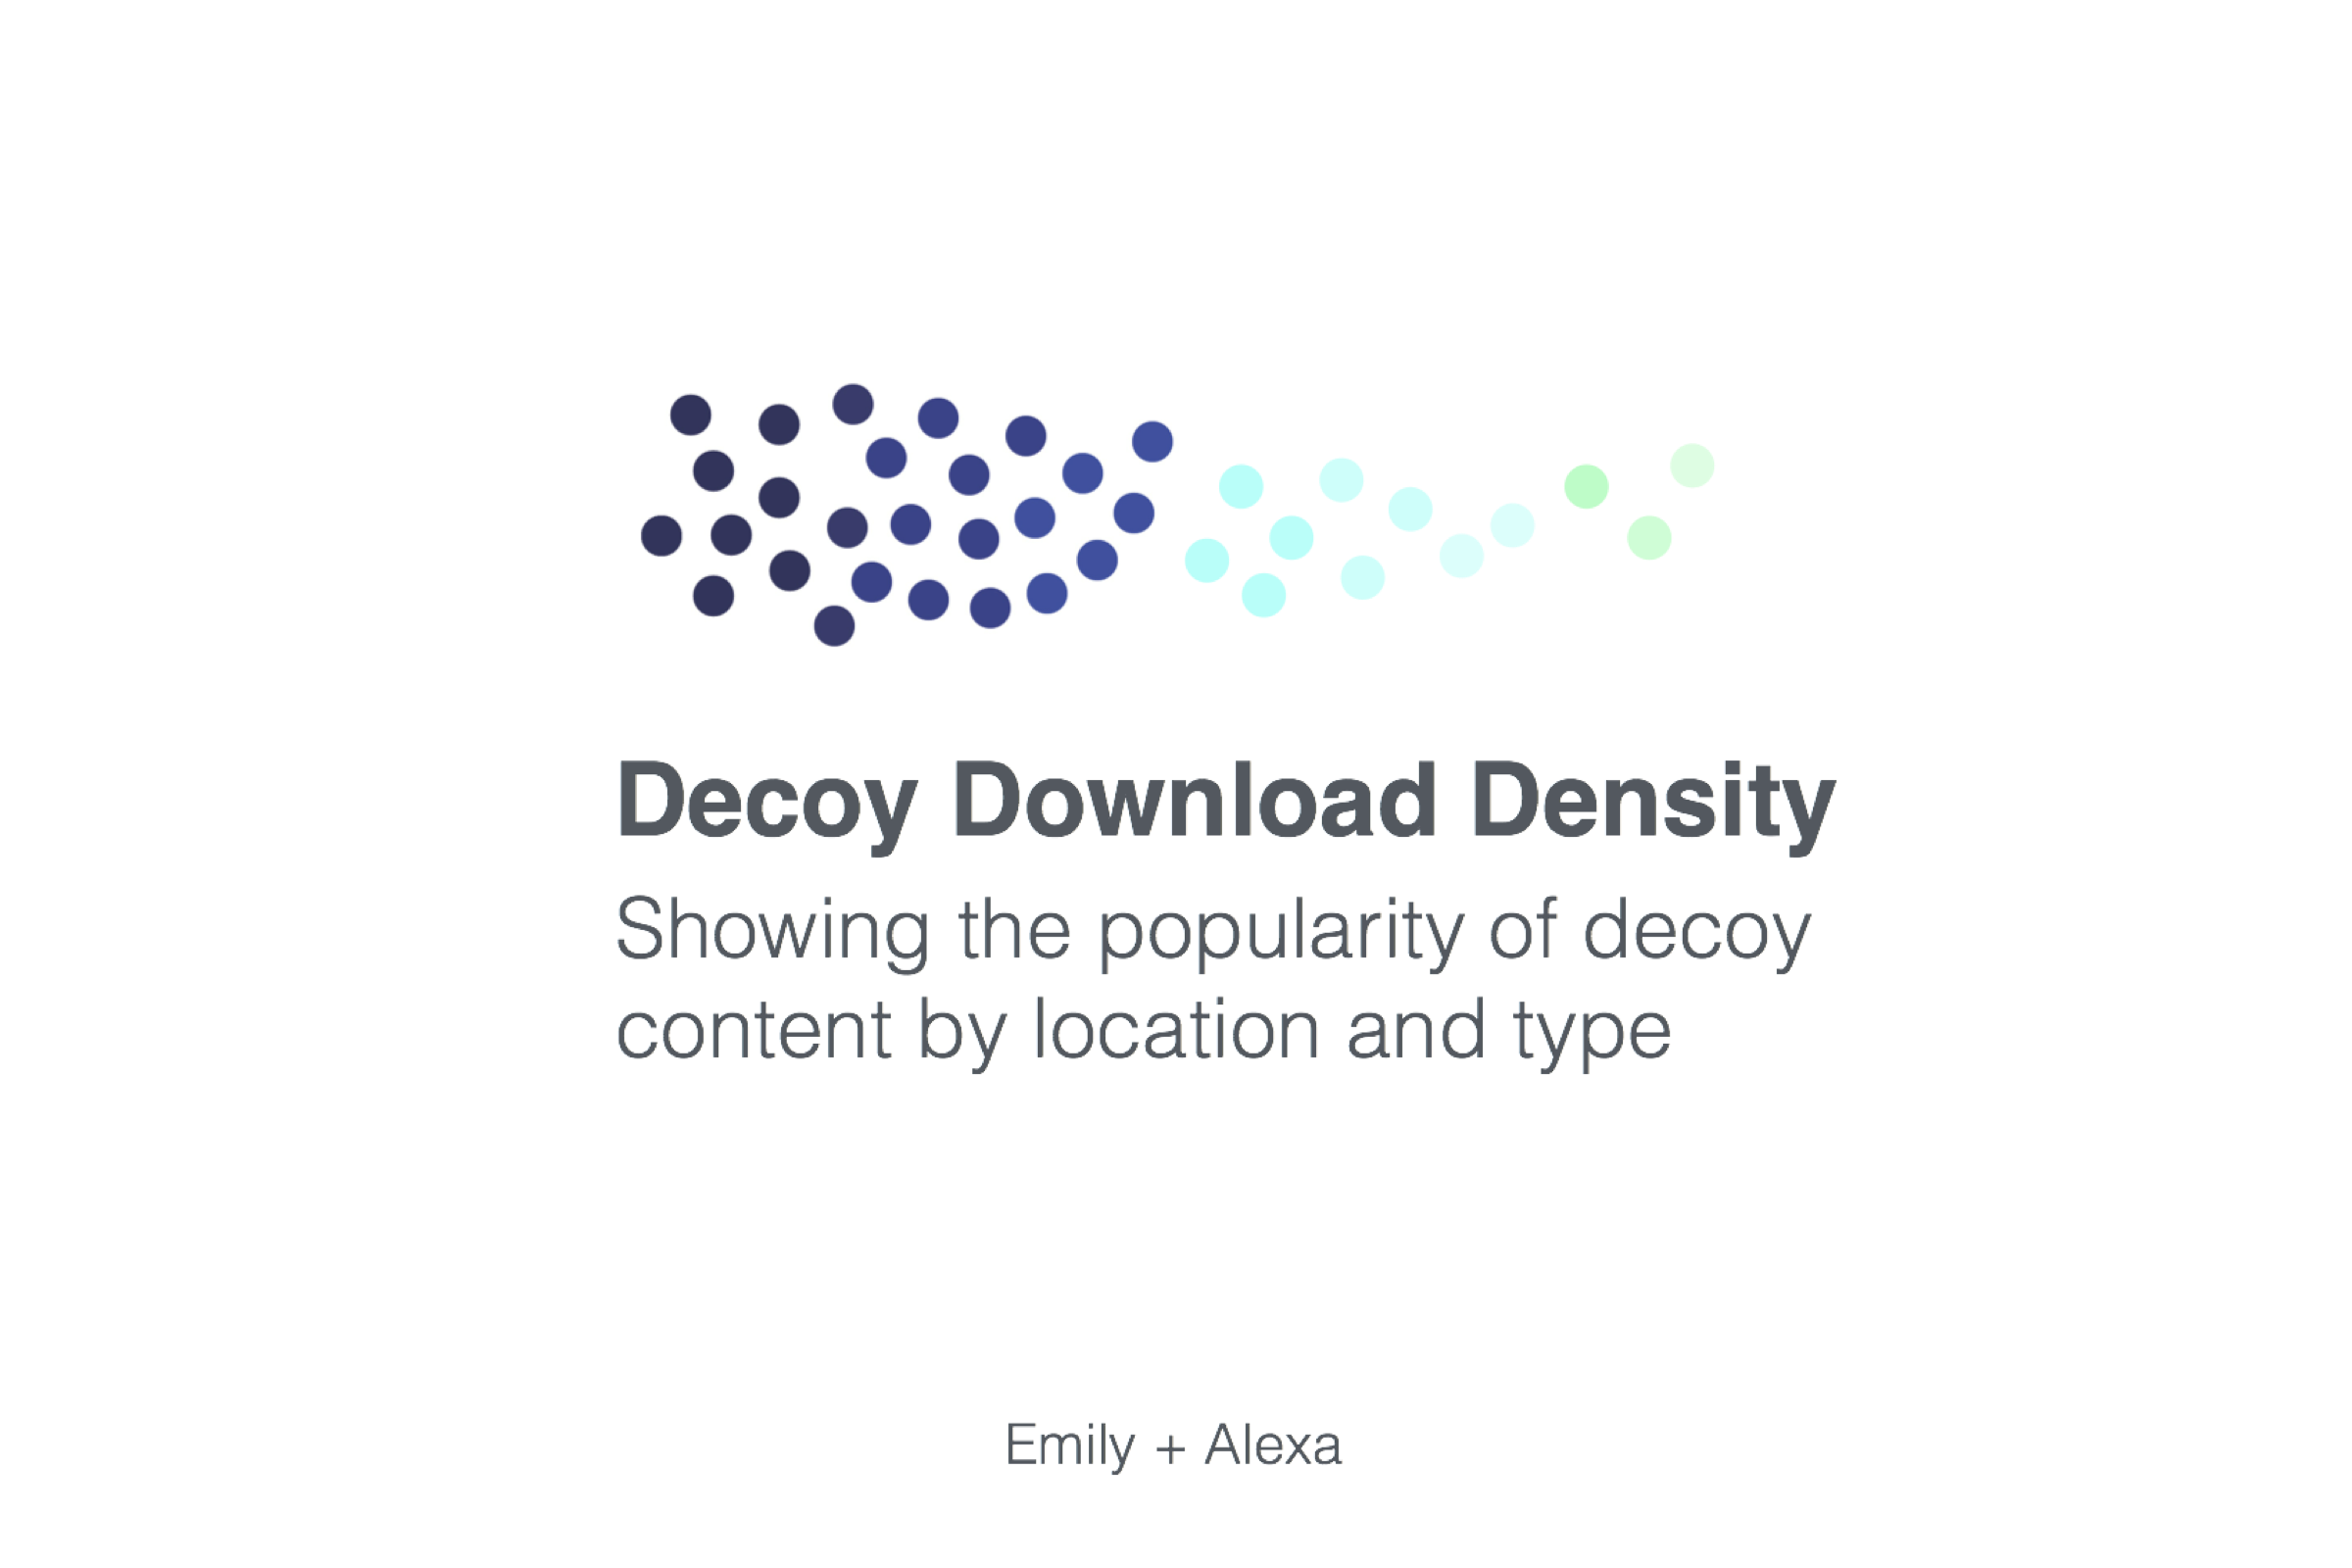 Decoy Download Density
Showing the popularity of decoy
content by location and type
Emily + Alexa